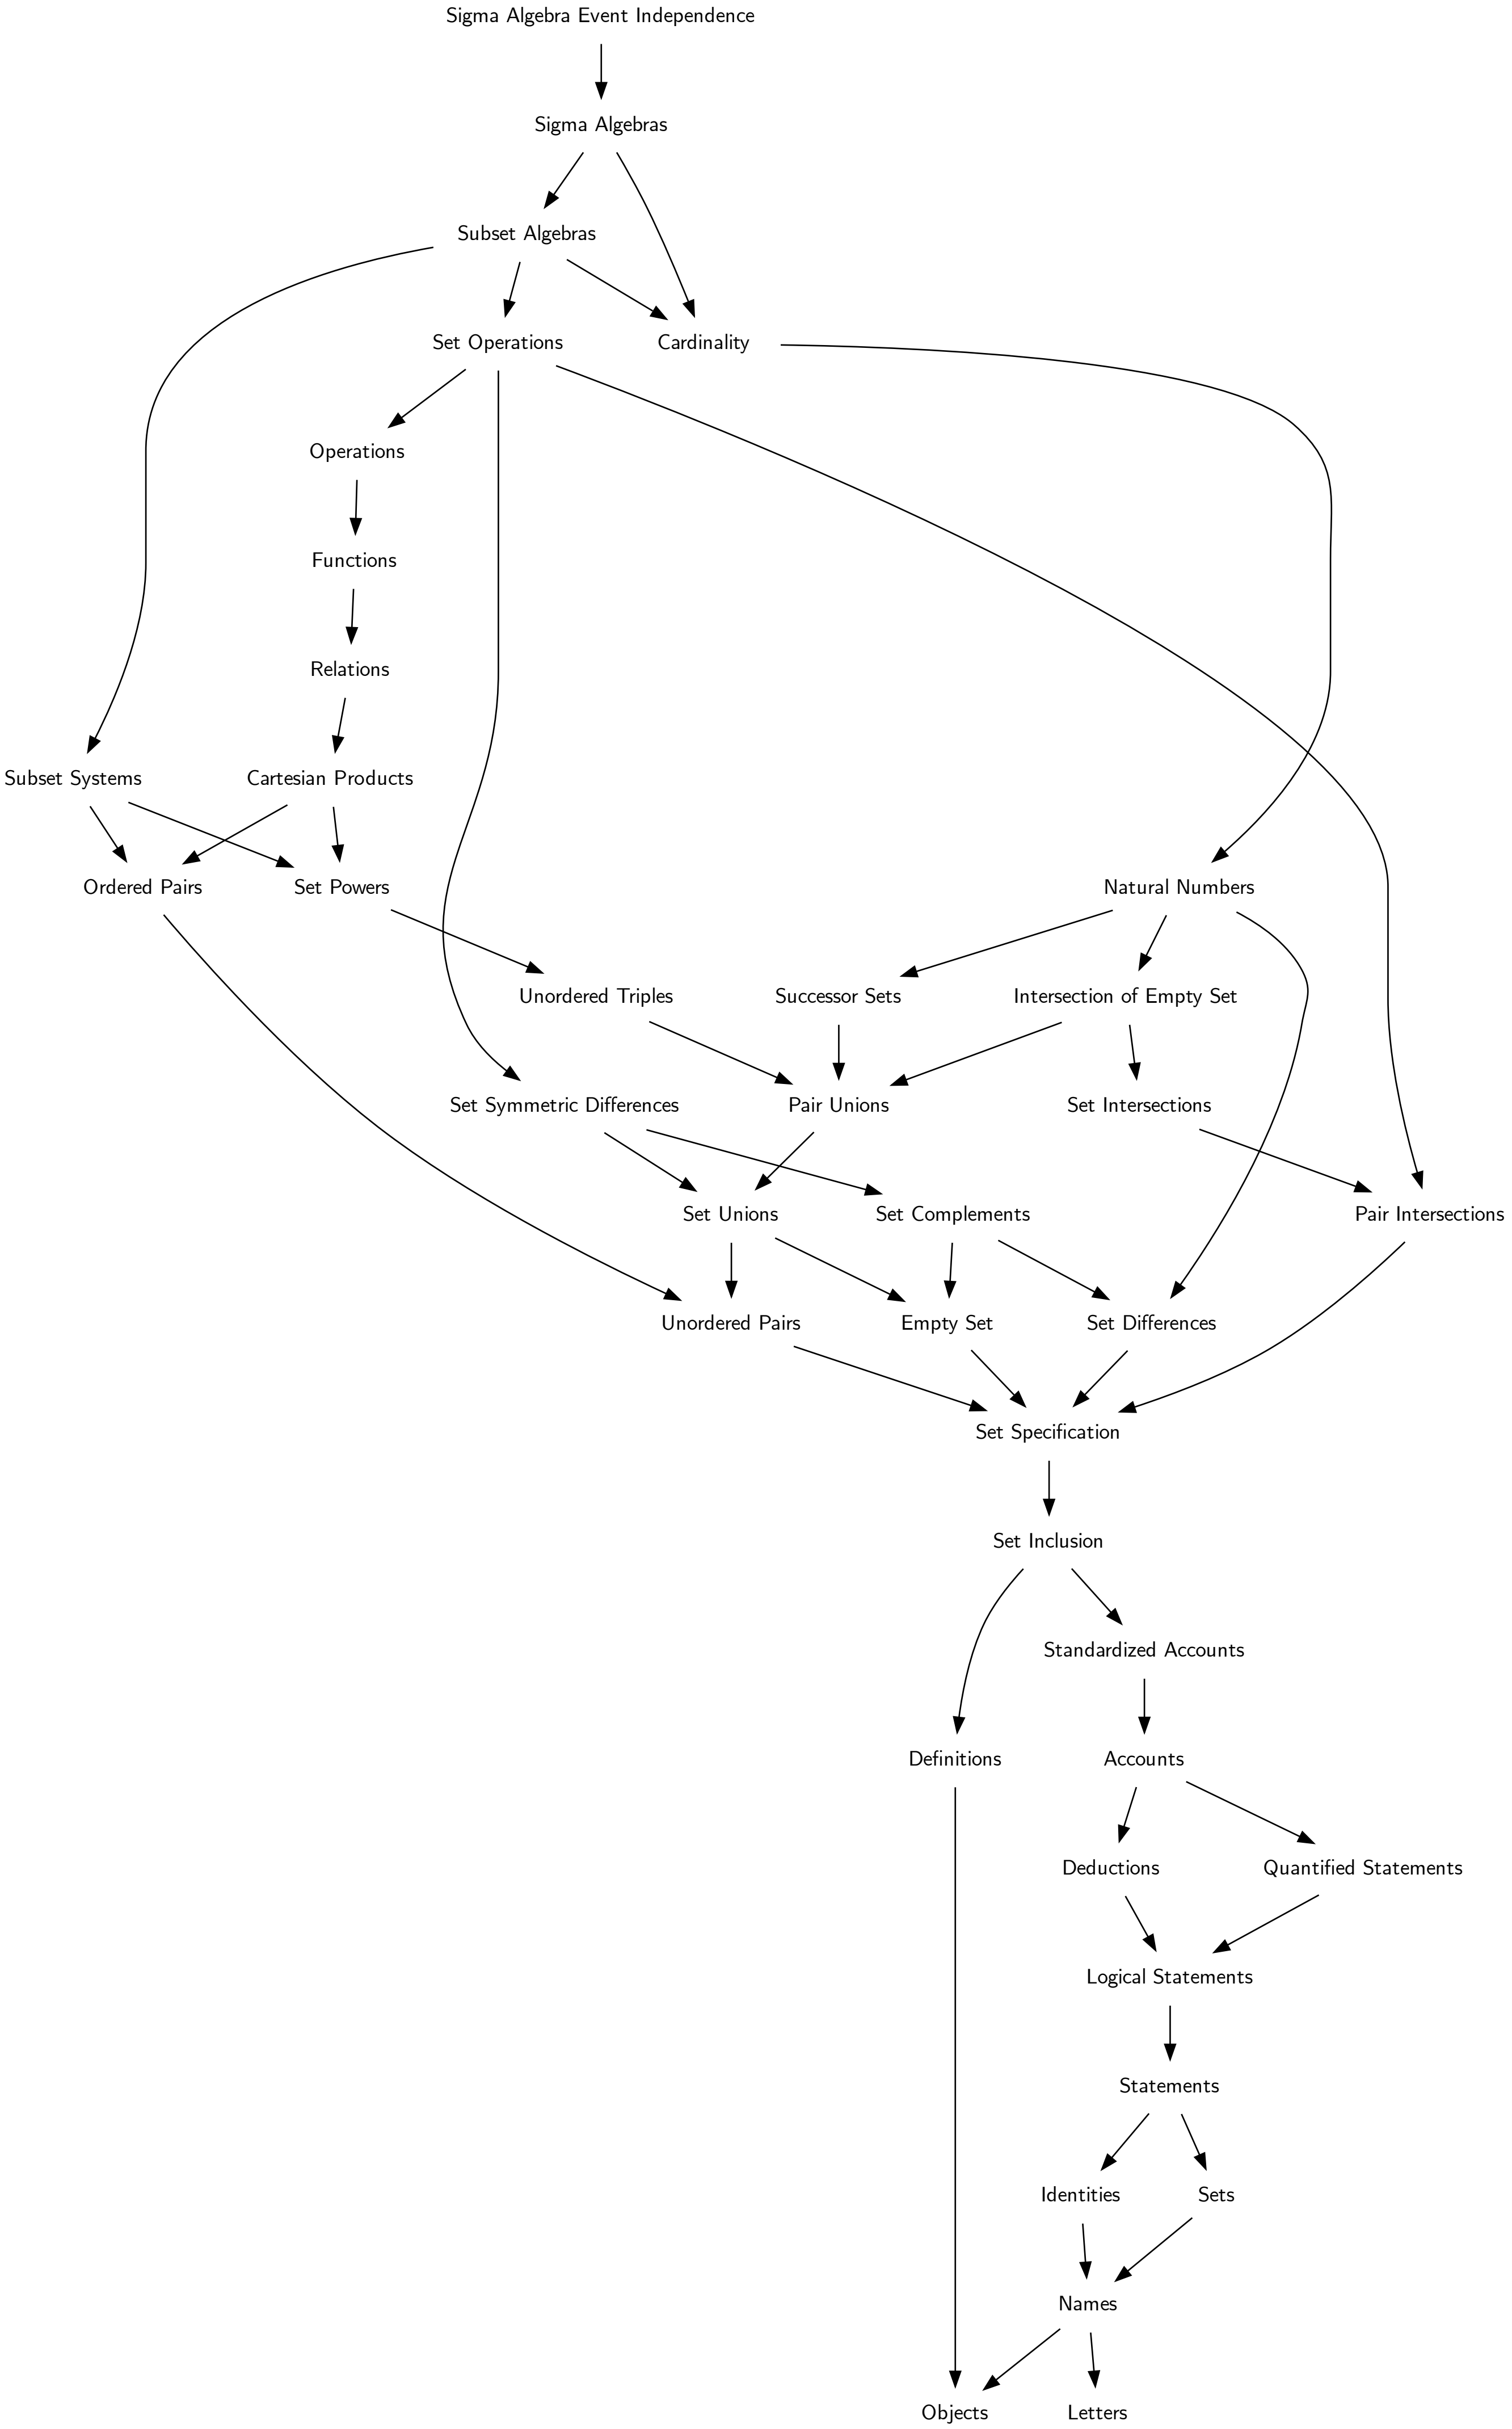 Sigma Algebra Event Independence
Sigma Algebras
Subset Algebras
Set Operations
Cardinality
Operations
Functions
Relations
Subset Systems
Cartesian Products
Ordered Pairs
Set Powers
Natural Numbers
Unordered Triples
Successor Sets
Intersection of Empty Set
Set Symmetric Differences
Pair Unions
Set Intersections
Set Unions
Set Complements
Pair Intersections
Unordered Pairs
Empty Set
Set Differences
Set Specification
Set Inclusion
Standardized Accounts
Definitions
Accounts
Deductions
Quantified Statements
Logical Statements
Statements
Identities
Sets
Names
Objects
Letters